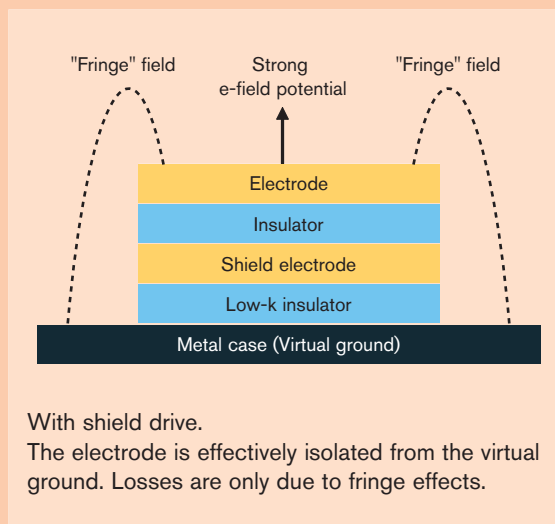 "Fringe" field
Strong
e-field potential
"Fringe" field
Electrode
Insulator
Shield electrode
Low-k insulator
Metal case (Virtual ground)
With shield drive.
The electrode is effectively isolated from the virtual
ground. Losses are only due to fringe effects.